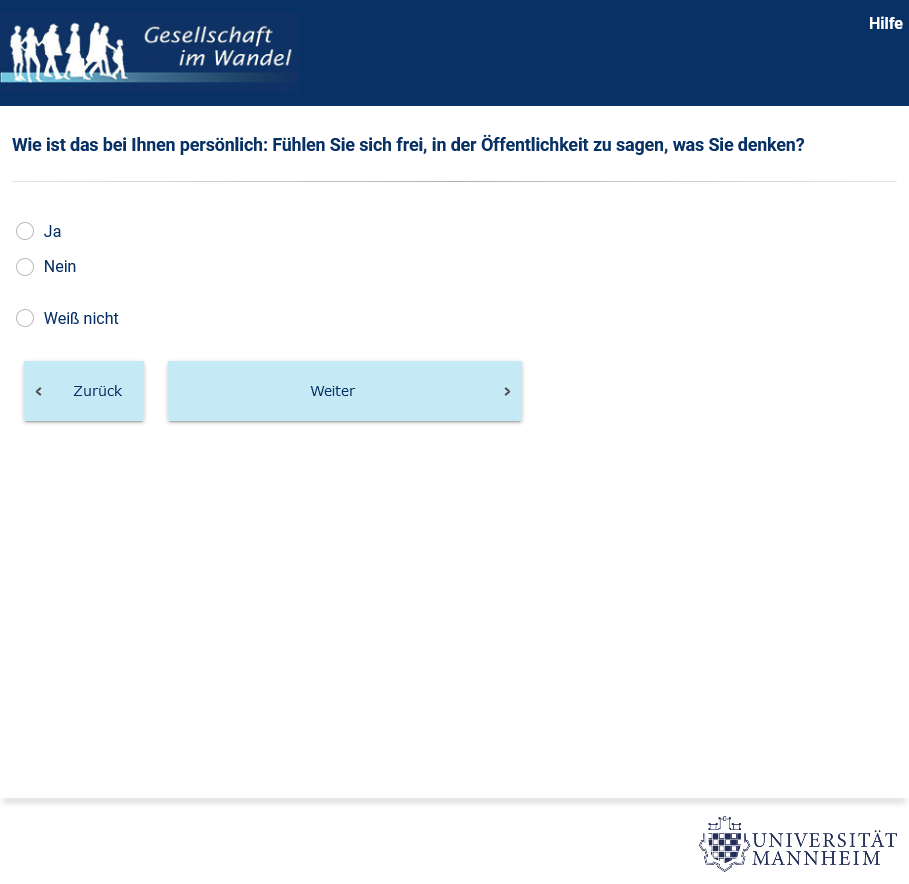 Gesellschaft
im Wandel
Hilfe
Wie ist das bei Ihnen persönlich: Fühlen Sie sich frei, in der Öffentlichkeit zu sagen, was Sie denken?
Ja
Nein
Weiß nicht
Zurück
Weiter
UNIVERSITÄT
MANNHEIM